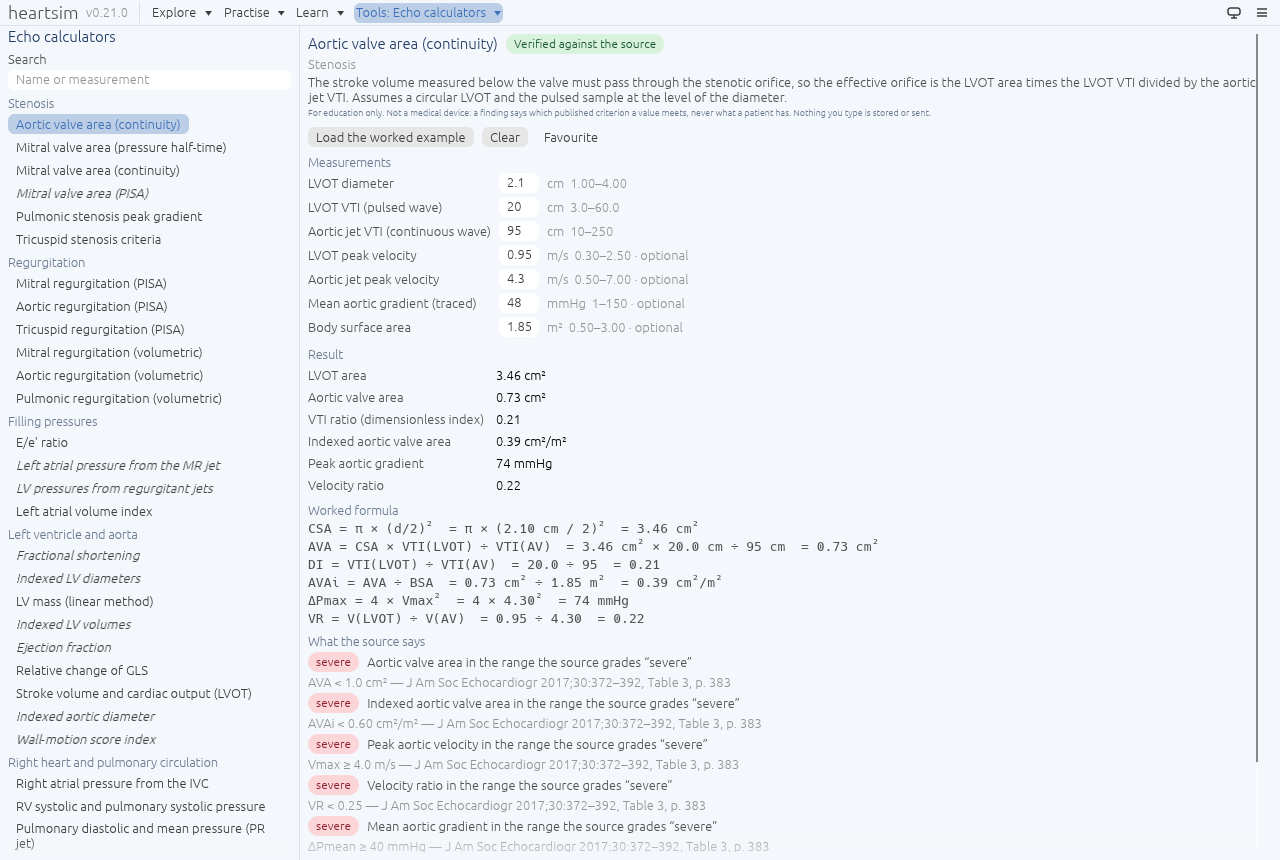 heartsim v0.21.0 Explore Practise Learn Tools: Echo calculators
Echo calculators
Search
Name or measurement
Stenosis
Aortic valve area (continuity)
Mitral valve area (pressure half-time)
Mitral valve area (continuity)
Mitral valve area (PISA)
Pulmonic stenosis peak gradient
Tricuspid stenosis criteria
Regurgitation
Mitral regurgitation (PISA)
Aortic regurgitation (PISA)
Tricuspid regurgitation (PISA)
Mitral regurgitation (volumetric)
Aortic regurgitation (volumetric)
Pulmonic regurgitation (volumetric)
Filling pressures
E/e' ratio
Left atrial pressure from the MR jet
LV pressures from regurgitant jets
Left atrial volume index
Left ventricle and aorta
Fractional shortening
Indexed LV diameters
LV mass (linear method)
Indexed LV volumes
Ejection fraction
Relative change of GLS
Stroke volume and cardiac output (LVOT)
Indexed aortic diameter
Wall-motion score index
Right heart and pulmonary circulation
Right atrial pressure from the IVC
RV systolic and pulmonary systolic pressure
Pulmonary diastolic and mean pressure (PR
jet)
Aortic valve area (continuity) Verified against the source
Stenosis
The stroke volume measured below the valve must pass through the stenotic orifice, so the effective orifice is the LVOT area times the LVOT VTI divided by the aortic
jet VTI. Assumes a circular LVOT and the pulsed sample at the level of the diameter.
For education only. Not a medical device: a finding says which published criterion a value meets, never what a patient has. Nothing you type is stored or sent.
Load the worked example Clear Favourite
Measurements
LVOT diameter 2.1 cm 1.00–4.00
LVOT VTI (pulsed wave) 20 cm 3.0–60.0
Aortic jet VTI (continuous wave) 95 cm 10–250
LVOT peak velocity 0.95 m/s 0.30–2.50 · optional
Aortic jet peak velocity 4.3 m/s 0.50–7.00 · optional
Mean aortic gradient (traced) 48 mmHg 1–150 · optional
Body surface area 1.85 m² 0.50–3.00 · optional
Result
LVOT area 3.46 cm²
Aortic valve area 0.73 cm²
VTI ratio (dimensionless index) 0.21
Indexed aortic valve area 0.39 cm²/m²
Peak aortic gradient 74 mmHg
Velocity ratio 0.22
Worked formula
CSA = π × (d/2)² = π × (2.10 cm / 2)² = 3.46 cm²
AVA = CSA × VTI(LVOT) ÷ VTI(AV) = 3.46 cm² × 20.0 cm ÷ 95 cm = 0.73 cm²
DI = VTI(LVOT) ÷ VTI(AV) = 20.0 ÷ 95 = 0.21
AVAi = AVA ÷ BSA = 0.73 cm² ÷ 1.85 m² = 0.39 cm²/m²
ΔPmax = 4 × Vmax² = 4 × 4.30² = 74 mmHg
VR = V(LVOT) ÷ V(AV) = 0.95 ÷ 4.30 = 0.22
What the source says
severe Aortic valve area in the range the source grades “severe”
AVA < 1.0 cm² — J Am Soc Echocardiogr 2017;30:372–392, Table 3, p. 383
severe Indexed aortic valve area in the range the source grades “severe”
AVAi < 0.60 cm²/m² — J Am Soc Echocardiogr 2017;30:372–392, Table 3, p. 383
severe Peak aortic velocity in the range the source grades “severe”
Vmax ≥ 4.0 m/s — J Am Soc Echocardiogr 2017;30:372–392, Table 3, p. 383
severe Velocity ratio in the range the source grades “severe”
VR < 0.25 — J Am Soc Echocardiogr 2017;30:372–392, Table 3, p. 383
severe Mean aortic gradient in the range the source grades “severe”
ΔPmean ≥ 40 mmHg — J Am Soc Echocardiogr 2017;30:372–392, Table 3, p. 383